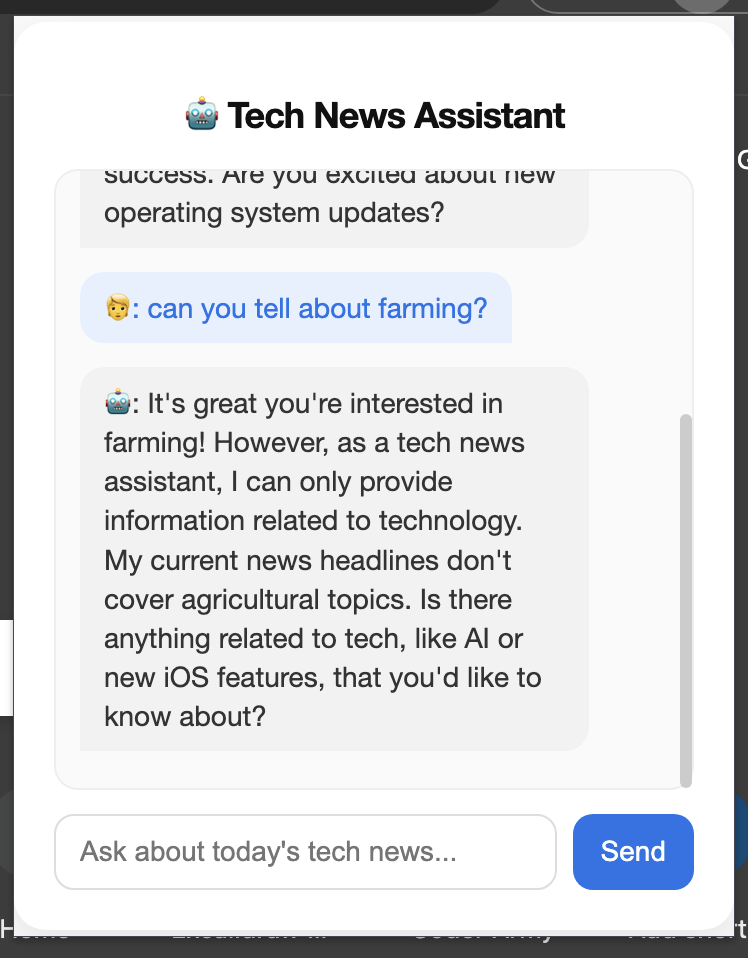 🤖 Tech News Assistant
success. Are you excited about new
operating system updates?
🧑: can you tell about farming?
🤖: It's great you're interested in
farming! However, as a tech news
assistant, I can only provide
information related to technology.
My current news headlines don't
cover agricultural topics. Is there
anything related to tech, like AI or
new iOS features, that you'd like to
know about?
Ask about today's tech news...
Send